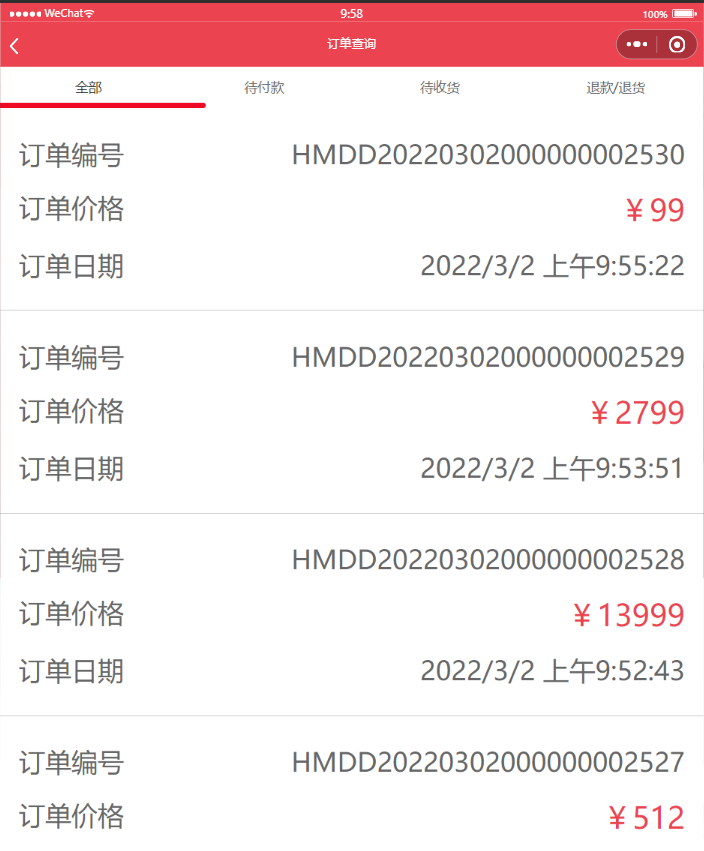 WeChat 9:58 100%
订单查询
全部 待付款 待收货 退款/退货
订单编号 HMDD20220302000000002530
订单价格 ￥99
订单日期 2022/3/2 上午9:55:22
订单编号 HMDD20220302000000002529
订单价格 ￥2799
订单日期 2022/3/2 上午9:53:51
订单编号 HMDD20220302000000002528
订单价格 ￥13999
订单日期 2022/3/2 上午9:52:43
订单编号 HMDD20220302000000002527
订单价格 ￥512